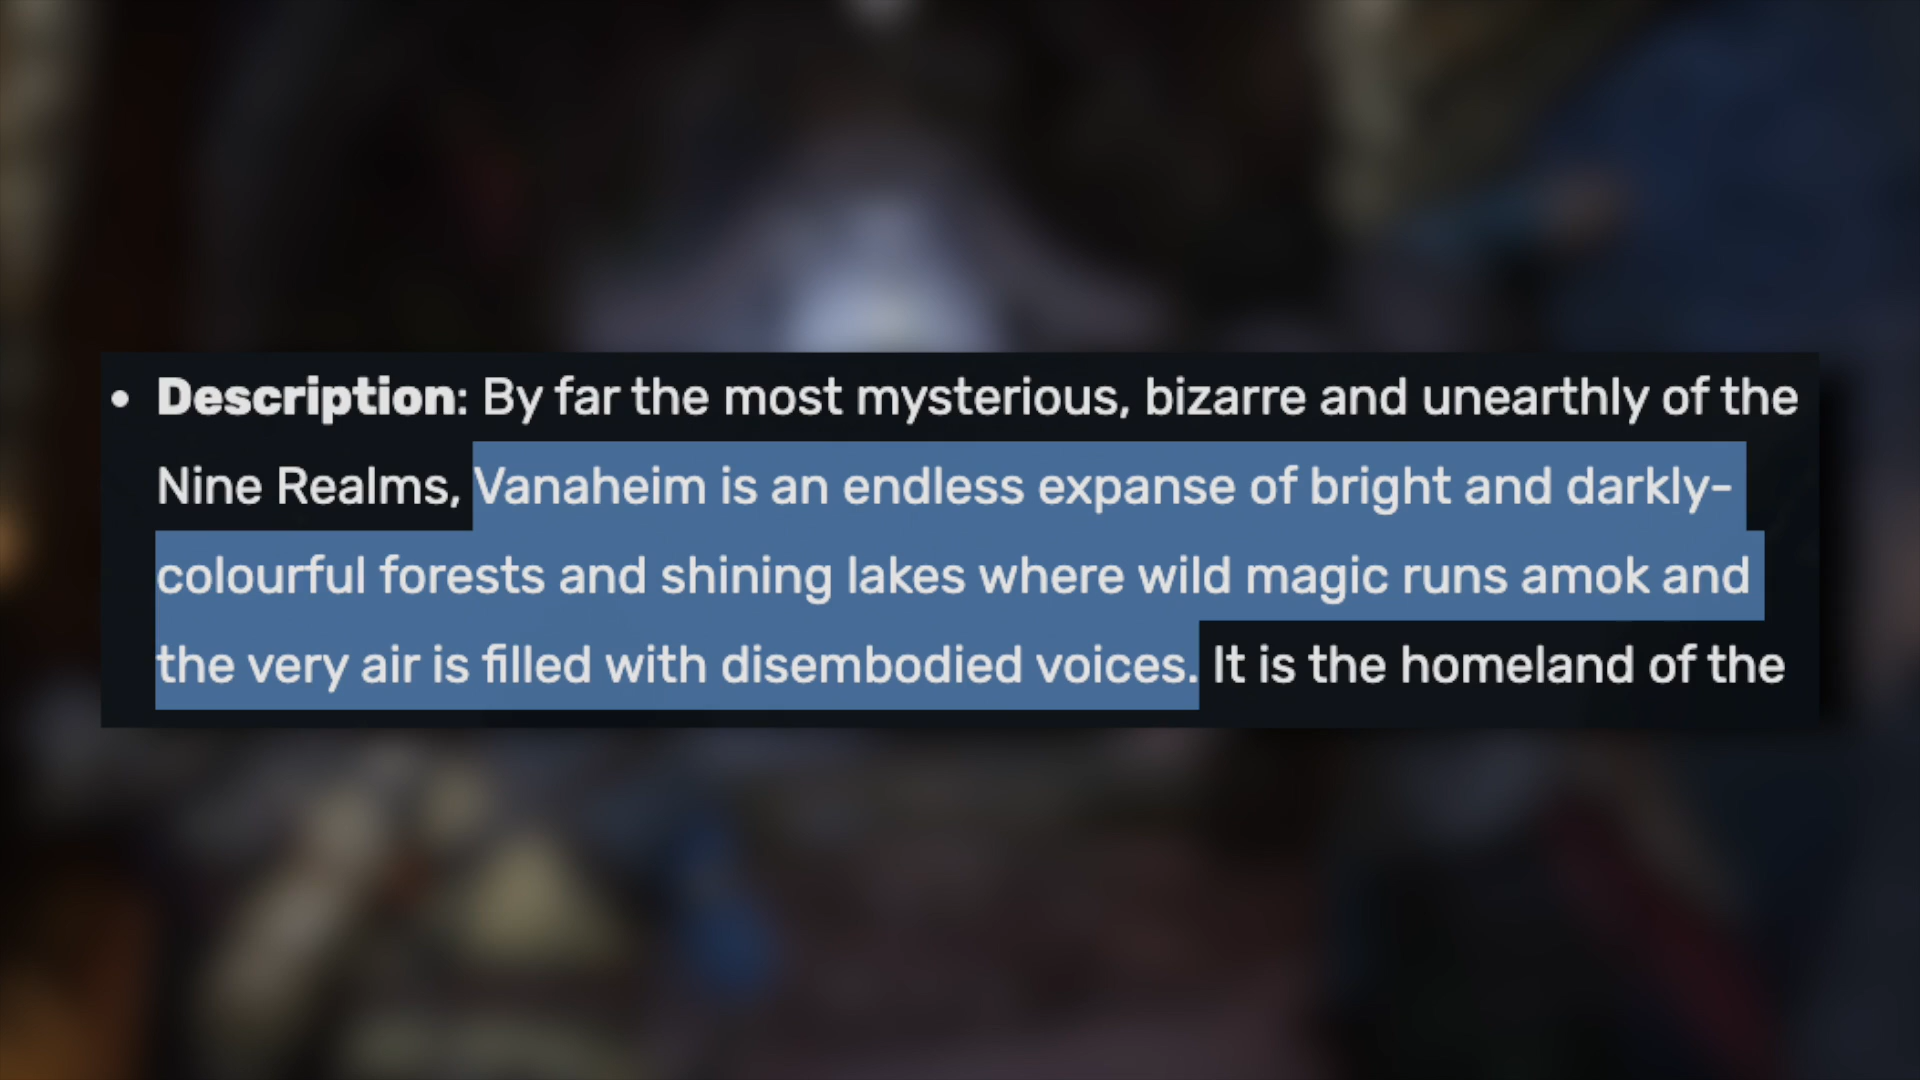 • Description: By far the most mysterious, bizarre and unearthly of the
Nine Realms, Vanaheim is an endless expanse of bright and darkly-
colourful forests and shining lakes where wild magic runs amok and
the very air is filled with disembodied voices. It is the homeland of the